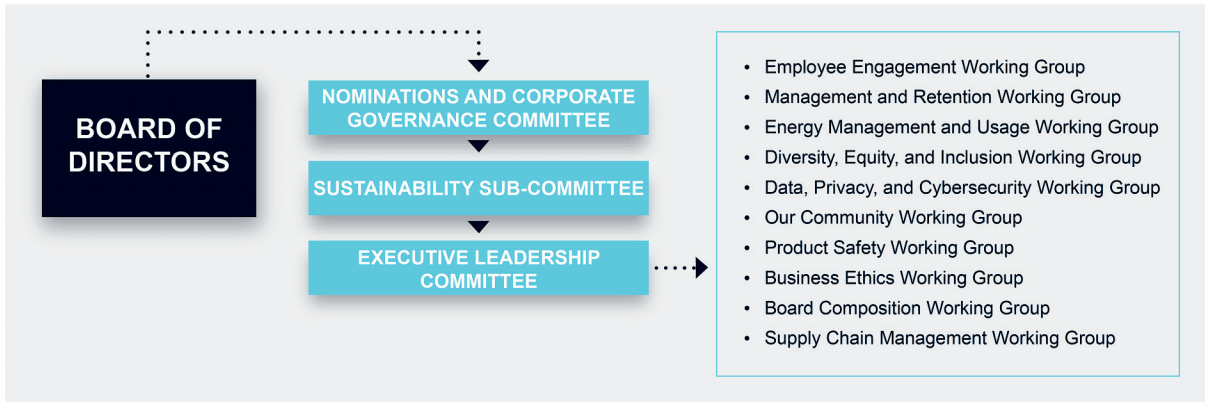 BOARD OF
DIRECTORS
NOMINATIONS AND CORPORATE
GOVERNANCE COMMITTEE
SUSTAINABILITY SUB-COMMITTEE
EXECUTIVE LEADERSHIP
COMMITTEE
• Employee Engagement Working Group
• Management and Retention Working Group
• Energy Management and Usage Working Group
• Diversity, Equity, and Inclusion Working Group
• Data, Privacy, and Cybersecurity Working Group
• Our Community Working Group
• Product Safety Working Group
• Business Ethics Working Group
• Board Composition Working Group
• Supply Chain Management Working Group